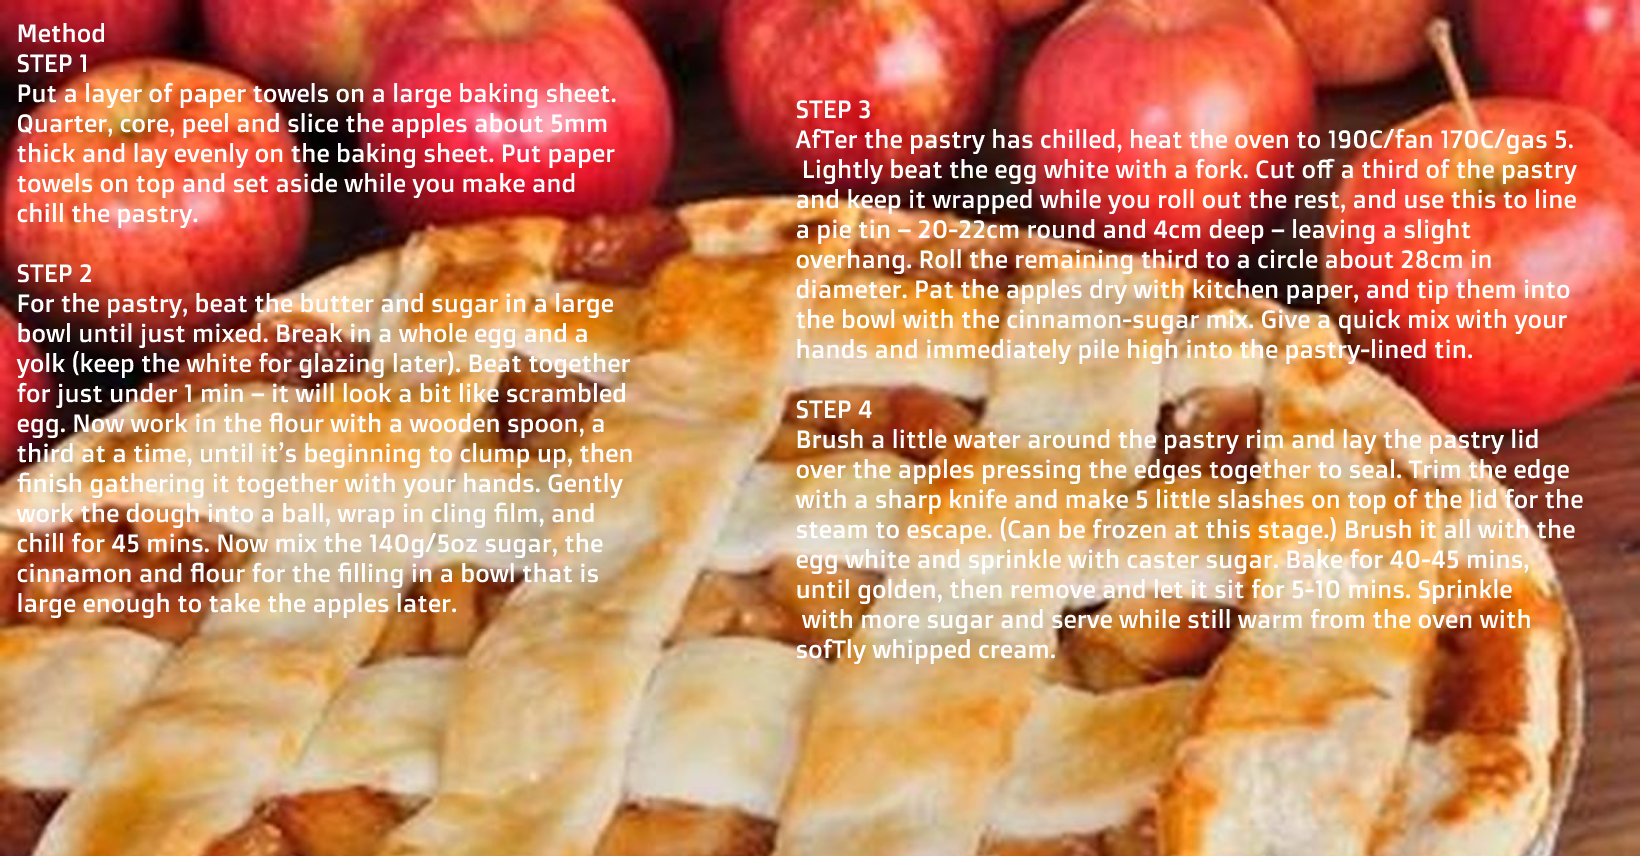 Method
STEP 1
Put a layer of paper towels on a large baking sheet.
Quarter, core, peel and slice the apples about 5mm
thick and lay evenly on the baking sheet. Put paper
towels on top and set aside while you make and
chill the pastry.
STEP 2
For the pastry, beat the butter and sugar in a large
bowl until just mixed. Break in a whole egg and a
yolk (keep the white for glazing later). Beat together
for just under 1 min – it will look a bit like scrambled
egg. Now work in the flour with a wooden spoon, a
third at a time, until it’s beginning to clump up, then
finish gathering it together with your hands. Gently
work the dough into a ball, wrap in cling film, and
chill for 45 mins. Now mix the 140g/5oz sugar, the
cinnamon and flour for the filling in a bowl that is
large enough to take the apples later.
STEP 3
AfTer the pastry has chilled, heat the oven to 190C/fan 170C/gas 5.
Lightly beat the egg white with a fork. Cut off a third of the pastry
and keep it wrapped while you roll out the rest, and use this to line
a pie tin – 20-22cm round and 4cm deep – leaving a slight
overhang. Roll the remaining third to a circle about 28cm in
diameter. Pat the apples dry with kitchen paper, and tip them into
the bowl with the cinnamon-sugar mix. Give a quick mix with your
hands and immediately pile high into the pastry-lined tin.
STEP 4
Brush a little water around the pastry rim and lay the pastry lid
over the apples pressing the edges together to seal. Trim the edge
with a sharp knife and make 5 little slashes on top of the lid for the
steam to escape. (Can be frozen at this stage.) Brush it all with the
egg white and sprinkle with caster sugar. Bake for 40-45 mins,
until golden, then remove and let it sit for 5-10 mins. Sprinkle
with more sugar and serve while still warm from the oven with
sofTly whipped cream.